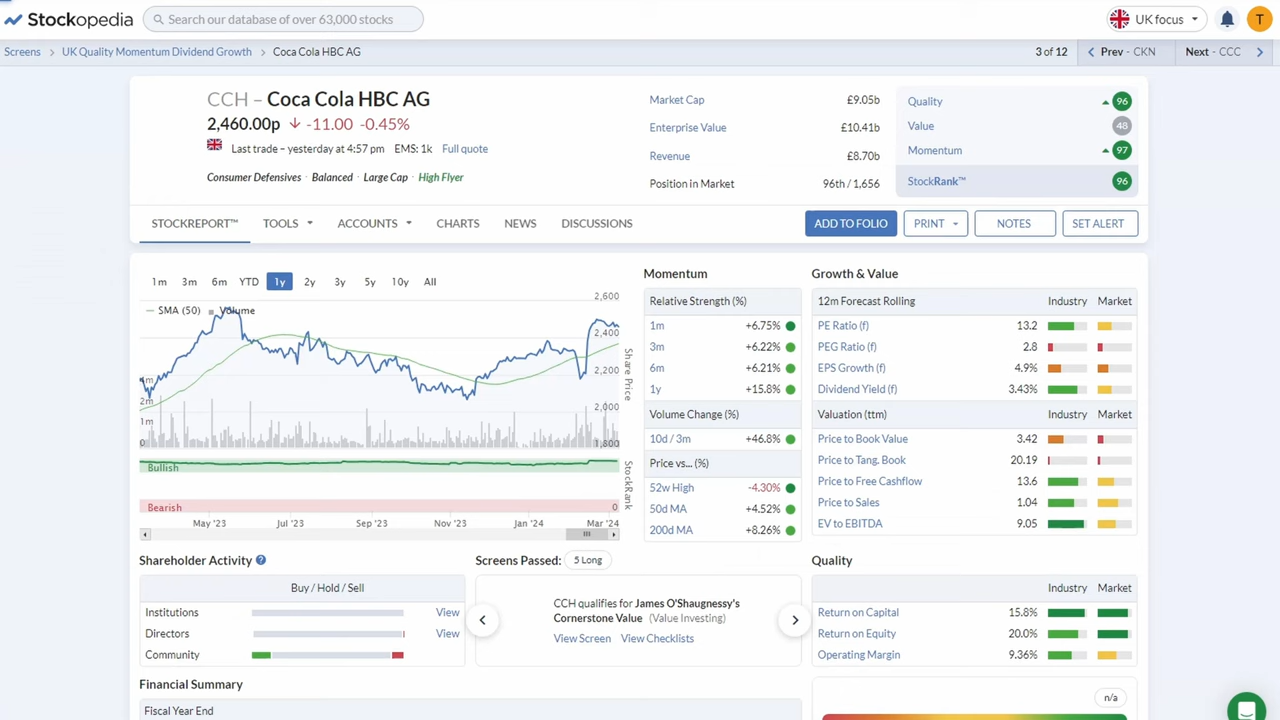 Stockopedia
Search our database of over 63,000 stocks
UK focus
T
Screens > UK Quality Momentum Dividend Growth > Coca Cola HBC AG
3 of 12
Prev - CKN
Next - CCC
CCH – Coca Cola HBC AG
2,460.00p ↓ -11.00 -0.45%
Last trade – yesterday at 4:57 pm EMS: 1k Full quote
Consumer Defensives · Balanced · Large Cap · High Flyer
Market Cap £9.05b
Enterprise Value £10.41b
Revenue £8.70b
Position in Market 96th / 1,656
Quality 96
Value 48
Momentum 97
StockRank™ 96
STOCKREPORT™
TOOLS
ACCOUNTS
CHARTS
NEWS
DISCUSSIONS
ADD TO FOLIO
PRINT
NOTES
SET ALERT
1m 3m 6m YTD 1y 2y 3y 5y 10y All
SMA (50) Volume
2,600
2,400
2,200
2,000
1,800
Share Price
1m
2m
1m
0
Bullish
Bearish
0
StockRank
May '23 Jul '23 Sep '23 Nov '23 Jan '24 Mar '24
Momentum
Relative Strength (%)
1m +6.75%
3m +6.22%
6m +6.21%
1y +15.8%
Volume Change (%)
10d / 3m +46.8%
Price vs... (%)
52w High -4.30%
50d MA +4.52%
200d MA +8.26%
Growth & Value
12m Forecast Rolling Industry Market
PE Ratio (f) 13.2
PEG Ratio (f) 2.8
EPS Growth (f) 4.9%
Dividend Yield (f) 3.43%
Valuation (ttm) Industry Market
Price to Book Value 3.42
Price to Tang. Book 20.19
Price to Free Cashflow 13.6
Price to Sales 1.04
EV to EBITDA 9.05
Shareholder Activity ?
Buy / Hold / Sell
Institutions View
Directors View
Community
Screens Passed: 5 Long
CCH qualifies for James O'Shaugnessy's
Cornerstone Value (Value Investing)
View Screen View Checklists
Quality
Industry Market
Return on Capital 15.8%
Return on Equity 20.0%
Operating Margin 9.36%
Financial Summary
Fiscal Year End
n/a